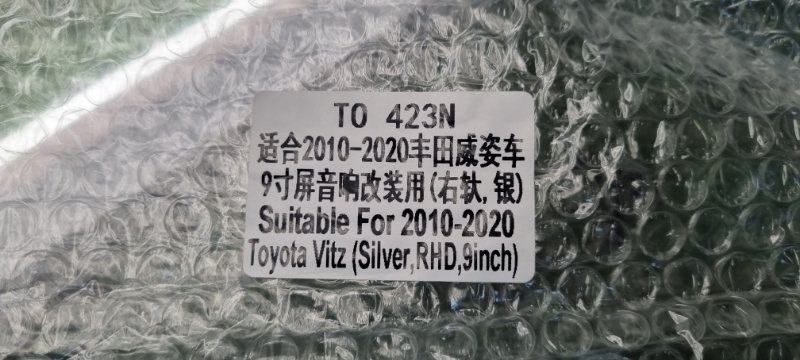 TO 423N
适合2010-2020丰田威姿车
9寸屏音响改装用(右轨,银)
Suitable For 2010-2020
Toyota Vitz (Silver,RHD,9inch)